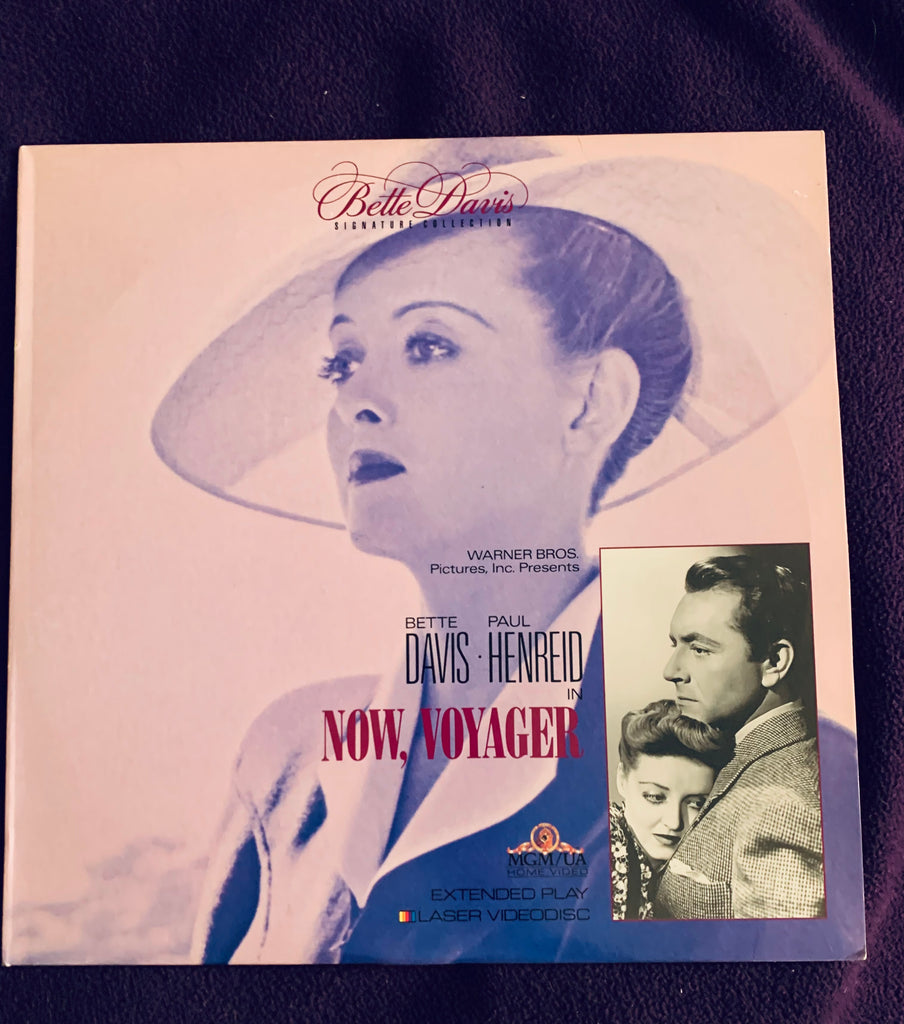 Bette Davis
SIGNATURE COLLECTION
WARNER BROS.
Pictures, Inc. Presents
BETTE PAUL
DAVIS · HENREID
IN
NOW, VOYAGER
MGM/UA
HOME VIDEO
EXTENDED PLAY
LASER VIDEODISC